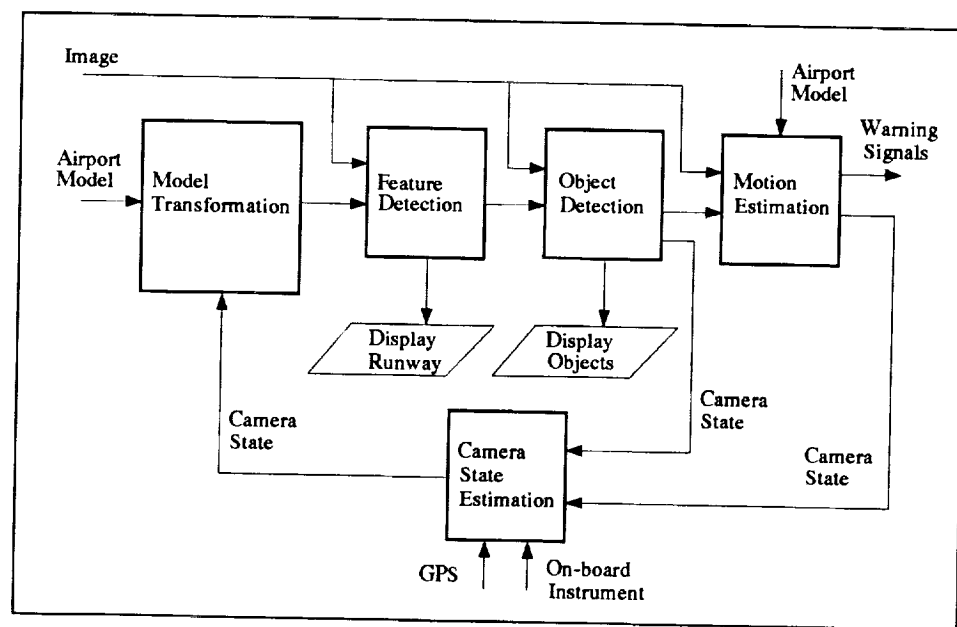 Image
Airport
Model
Warning
Signals
Airport
Model
Model
Transformation
Feature
Detection
Object
Detection
Motion
Estimation
Display
Runway
Display
Objects
Camera
State
Camera
State
Camera
State
Camera
State
Estimation
GPS
On-board
Instrument